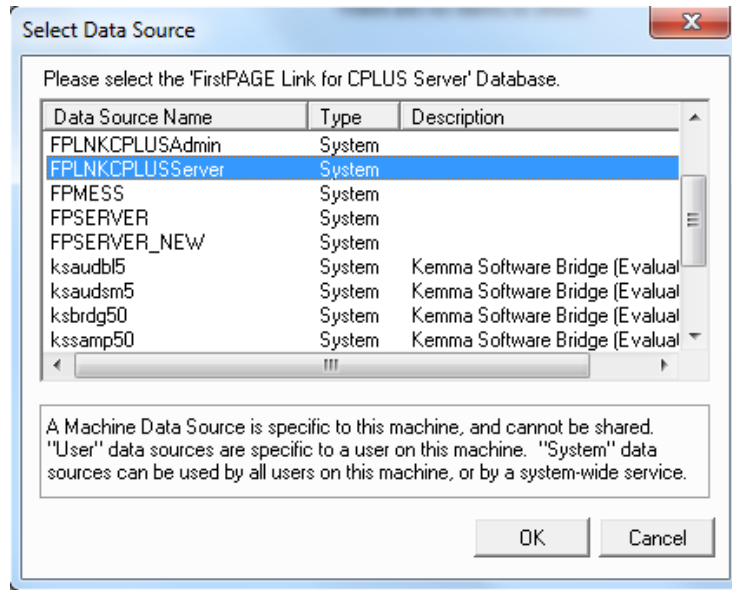 Select Data Source
Please select the 'FirstPAGE Link for CPLUS Server' Database.
Data Source Name Type Description
FPLNKCPLUSAdmin System
FPLNKCPLUSServer System
FPMESS System
FPSERVER System
FPSERVER_NEW System
ksaudbl5 System Kemma Software Bridge (Evaluat
ksaudsm5 System Kemma Software Bridge (Evaluat
ksbrdg50 System Kemma Software Bridge (Evaluat
kssamp50 System Kemma Software Bridge (Evaluat
A Machine Data Source is specific to this machine, and cannot be shared.
"User" data sources are specific to a user on this machine. "System" data
sources can be used by all users on this machine, or by a system-wide service.
OK Cancel